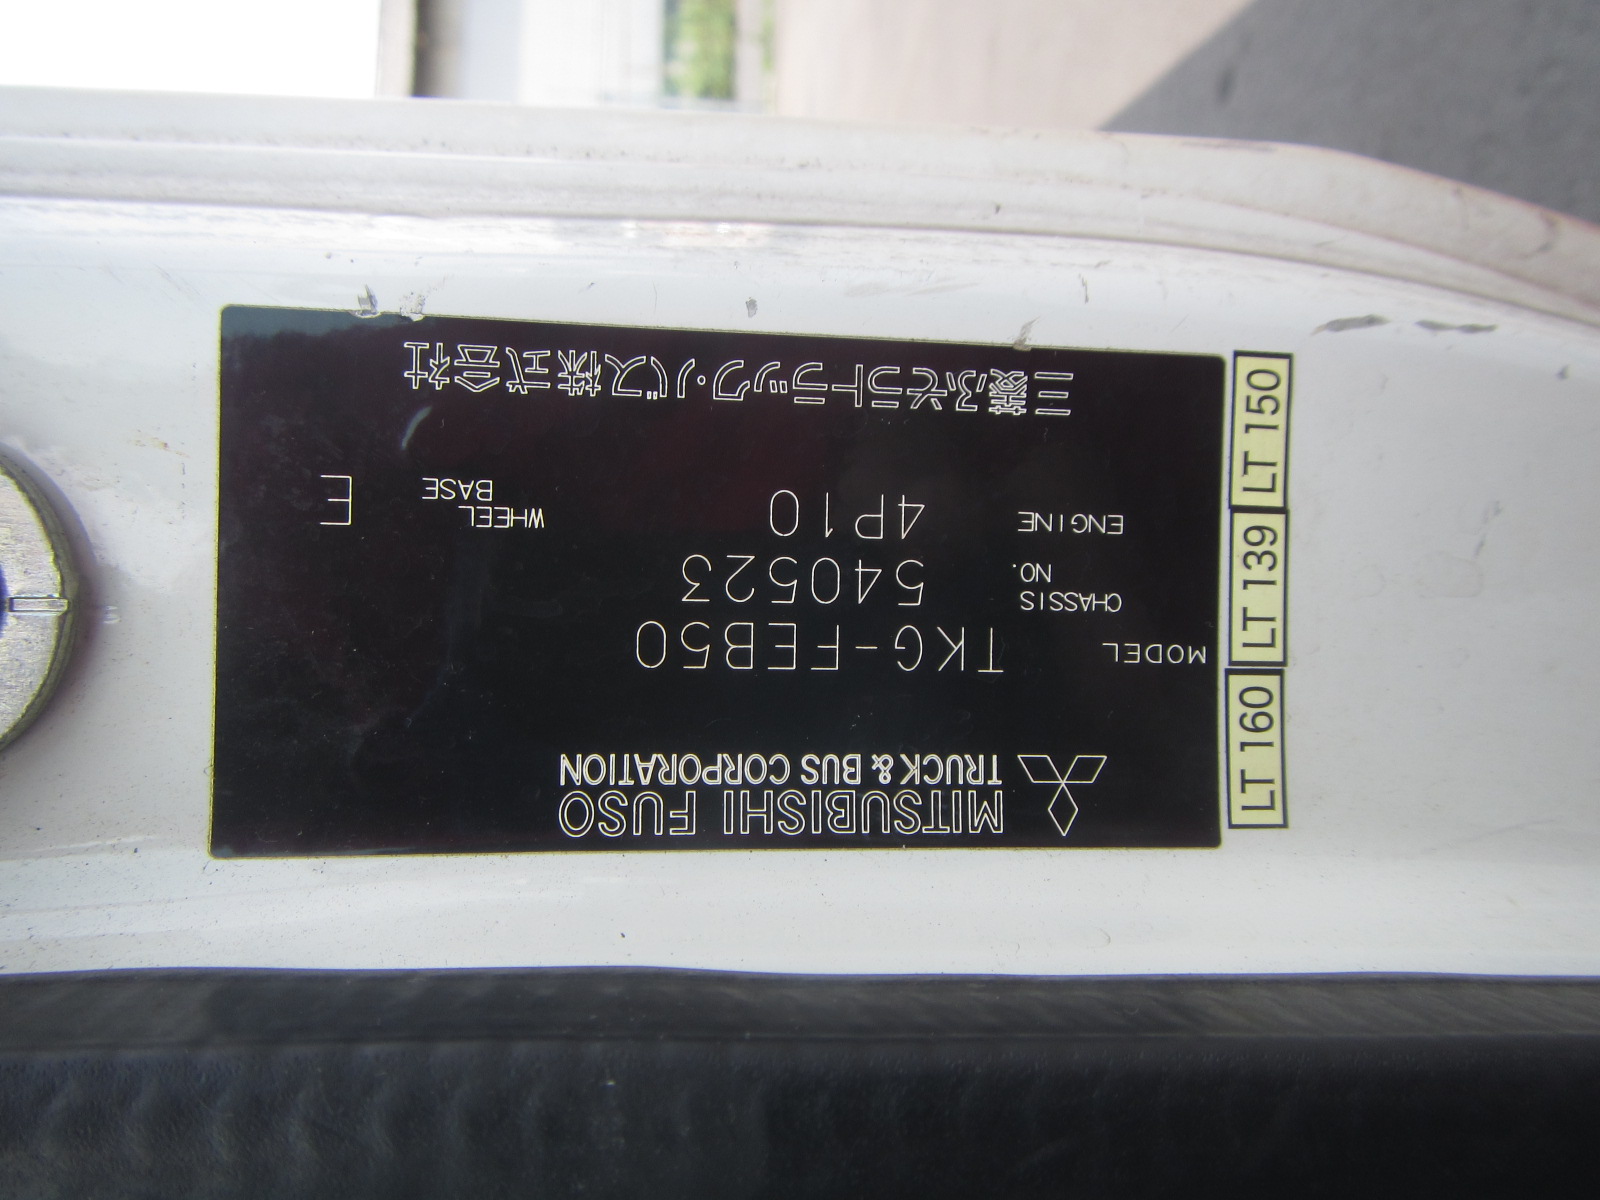 MITSUBISHI FUSO
TRUCK & BUS CORPORATION
MODEL TKG-FEB50
CHASSIS NO. 540523
ENGINE 4P10 WHEEL BASE E
三菱ふそうトラック・バス株式会社
LT 160 LT 139 LT 150